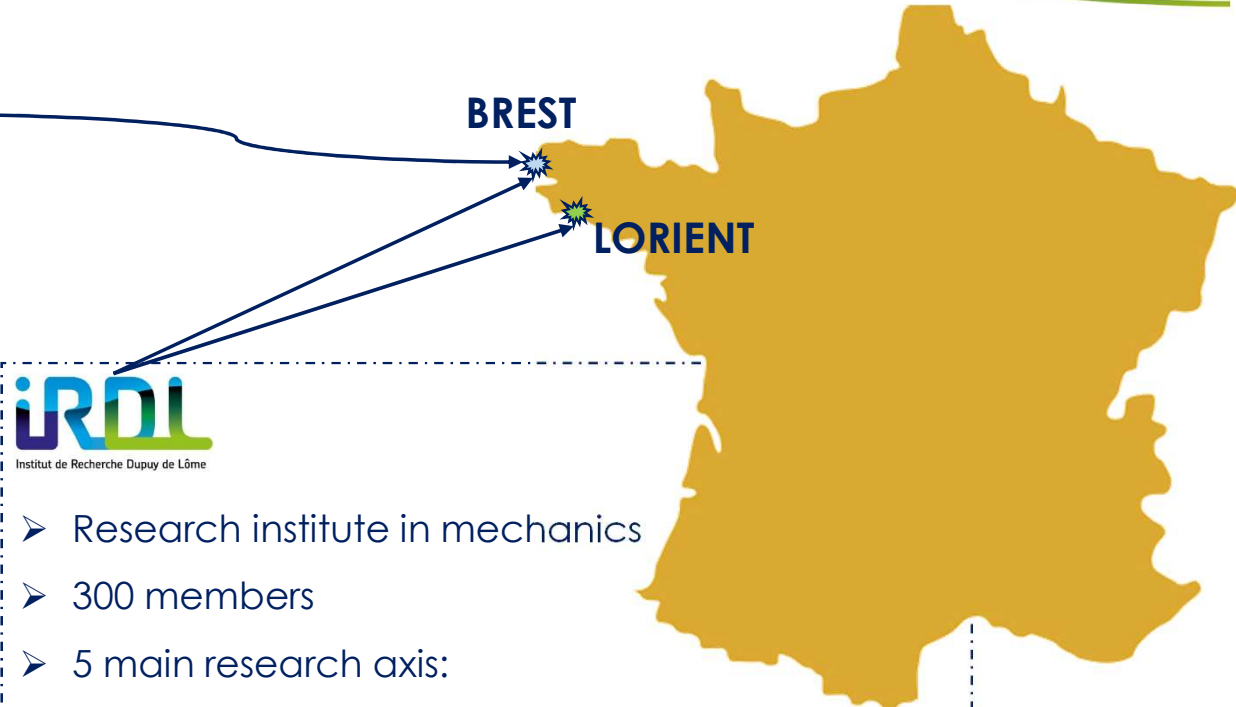 BREST
LORIENT
iRDL
Institut de Recherche Dupuy de Lôme
➢ Research institute in mechanics
➢ 300 members
➢ 5 main research axis: